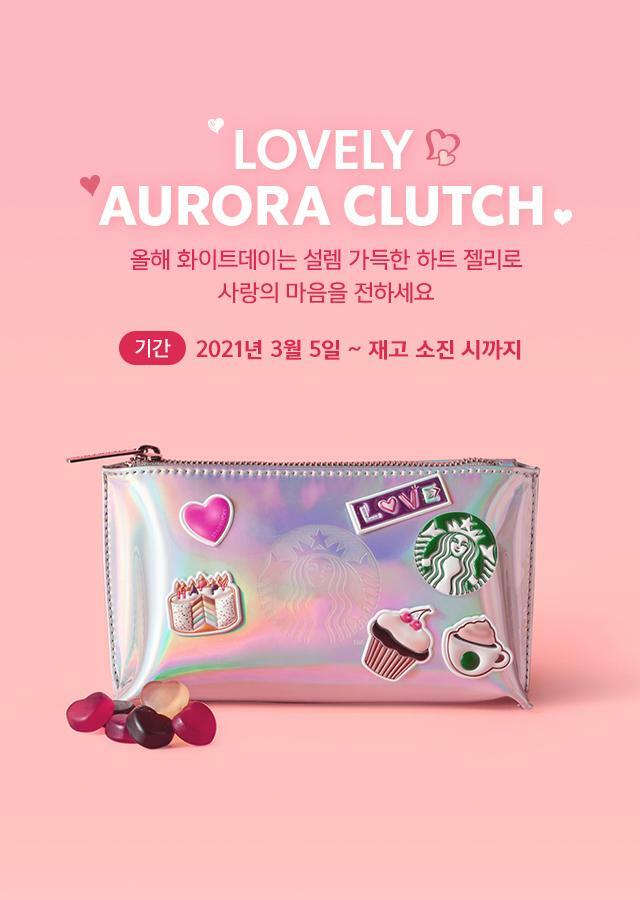 LOVELY
AURORA CLUTCH
올해 화이트데이는 설렘 가득한 하트 젤리로
사랑의 마음을 전하세요
기간 2021년 3월 5일 ~ 재고 소진 시까지
LOVE